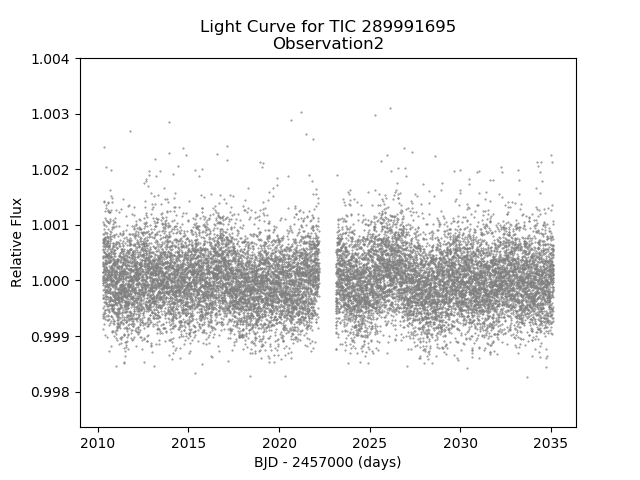 Light Curve for TIC 289991695
Observation2
1.004
1.003
1.002
1.001
1.000
0.999
0.998
Relative Flux
2010 2015 2020 2025 2030 2035
BJD - 2457000 (days)